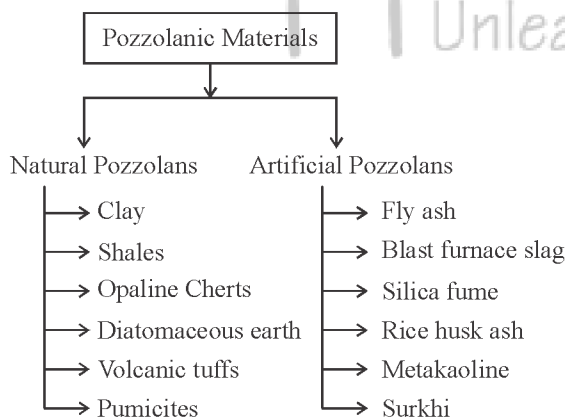 Pozzolanic Materials
Natural Pozzolans
Clay
Shales
Opaline Cherts
Diatomaceous earth
Volcanic tuffs
Pumicites
Artificial Pozzolans
Fly ash
Blast furnace slag
Silica fume
Rice husk ash
Metakaoline
Surkhi